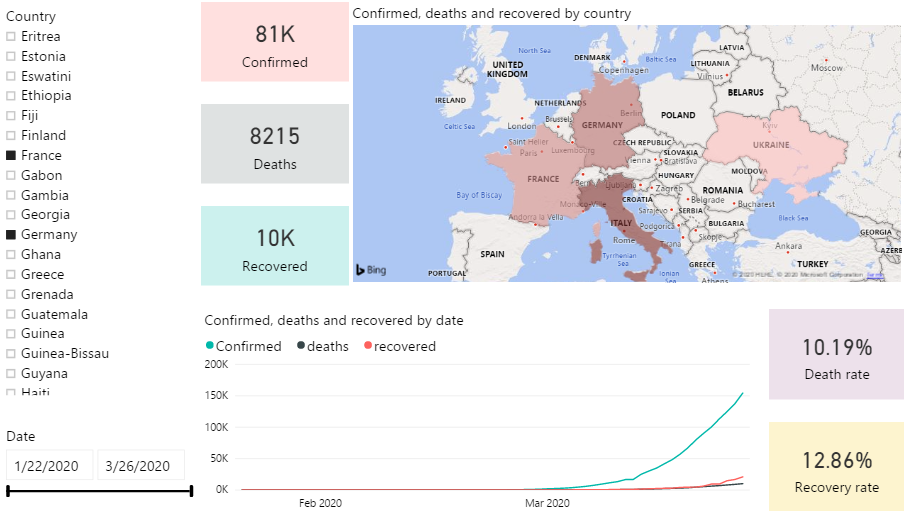 Country
Eritrea
Estonia
Eswatini
Ethiopia
Fiji
Finland
France
Gabon
Gambia
Georgia
Germany
Ghana
Greece
Grenada
Guatemala
Guinea
Guinea-Bissau
Guyana
Haiti
Date
1/22/2020 3/26/2020
81K
Confirmed
8215
Deaths
10K
Recovered
Confirmed, deaths and recovered by country
North Sea
DENMARK
Copenhagen
Baltic Sea
LATVIA
LITHUANIA
Vilnius
Moscow
UNITED
KINGDOM
IRELAND
NETHERLANDS
Berlin
BELARUS
POLAND
London
Brussels
GERMANY
Celtic Sea
Kyiv
UKRAINE
Saint Helier
Paris
Luxembourg
CZECH REPUBLIC
SLOVAKIA
Bratislava
FRANCE
HUNGARY
MOLDOVA
Ljubljana
Zagreb
ROMANIA
Bay of Biscay
CROATIA
Belgrade
Bucharest
Monaco-Ville
Sarajevo
SERBIA
Andorra la Vella
ITALY
Podgorica
BULGARIA
Black Sea
Rome
Skopje
GEORGIA
Tirana
Ankara
AZERB
SPAIN
Tyrrhenian
Sea
GREECE
TURKEY
PORTUGAL
Ionian
Sea
Athens
Bing
© 2020 Microsoft Corporation Terms
Confirmed, deaths and recovered by date
Confirmed deaths recovered
200K
150K
100K
50K
0K
Feb 2020 Mar 2020
10.19%
Death rate
12.86%
Recovery rate